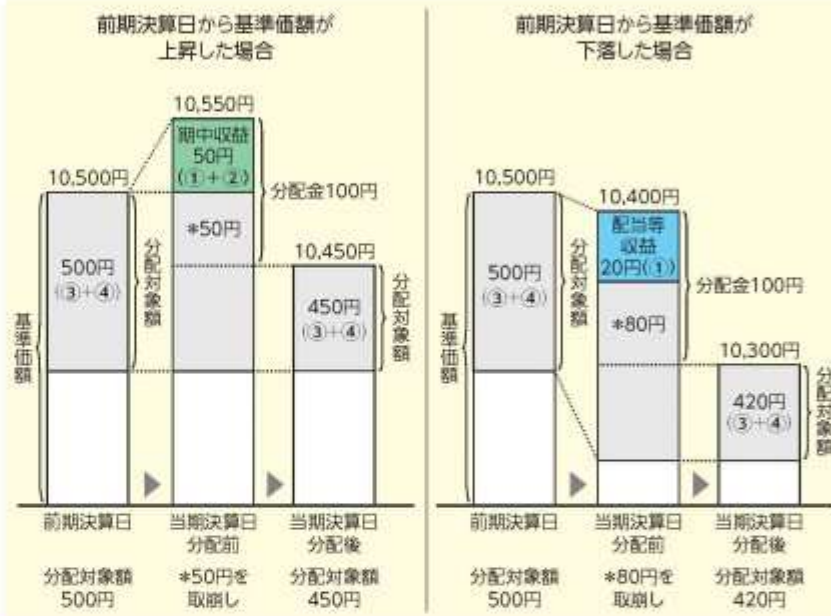 前期決算日から基準価額が
上昇した場合
10,550円
期中収益
50円
(①+②)
10,500円
分配金100円
*50円
10,450円
500円
(③+④)
分配対象額
450円
(③+④)
分配対象額
基準価額
前期決算日
当期決算日
分配前
当期決算日
分配後
分配対象額
500円
*50円を
取崩し
分配対象額
450円
前期決算日から基準価額が
下落した場合
10,500円
10,400円
配当等
収益
20円(①)
500円
(③+④)
分配対象額
分配金100円
*80円
10,300円
420円
(③+④)
分配対象額
基準価額
前期決算日
当期決算日
分配前
当期決算日
分配後
分配対象額
500円
*80円を
取崩し
分配対象額
420円